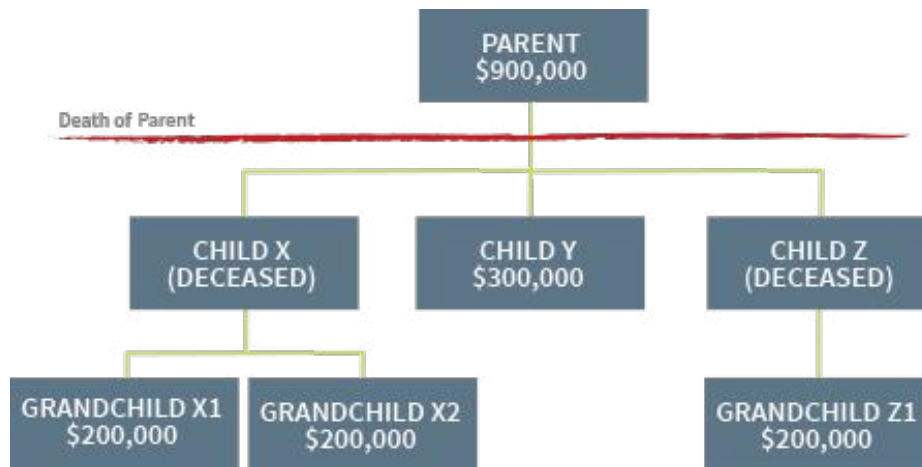 PARENT
$900,000
Death of Parent
CHILD X
(DECEASED)
CHILD Y
$300,000
CHILD Z
(DECEASED)
GRANDCHILD X1
$200,000
GRANDCHILD X2
$200,000
GRANDCHILD Z1
$200,000